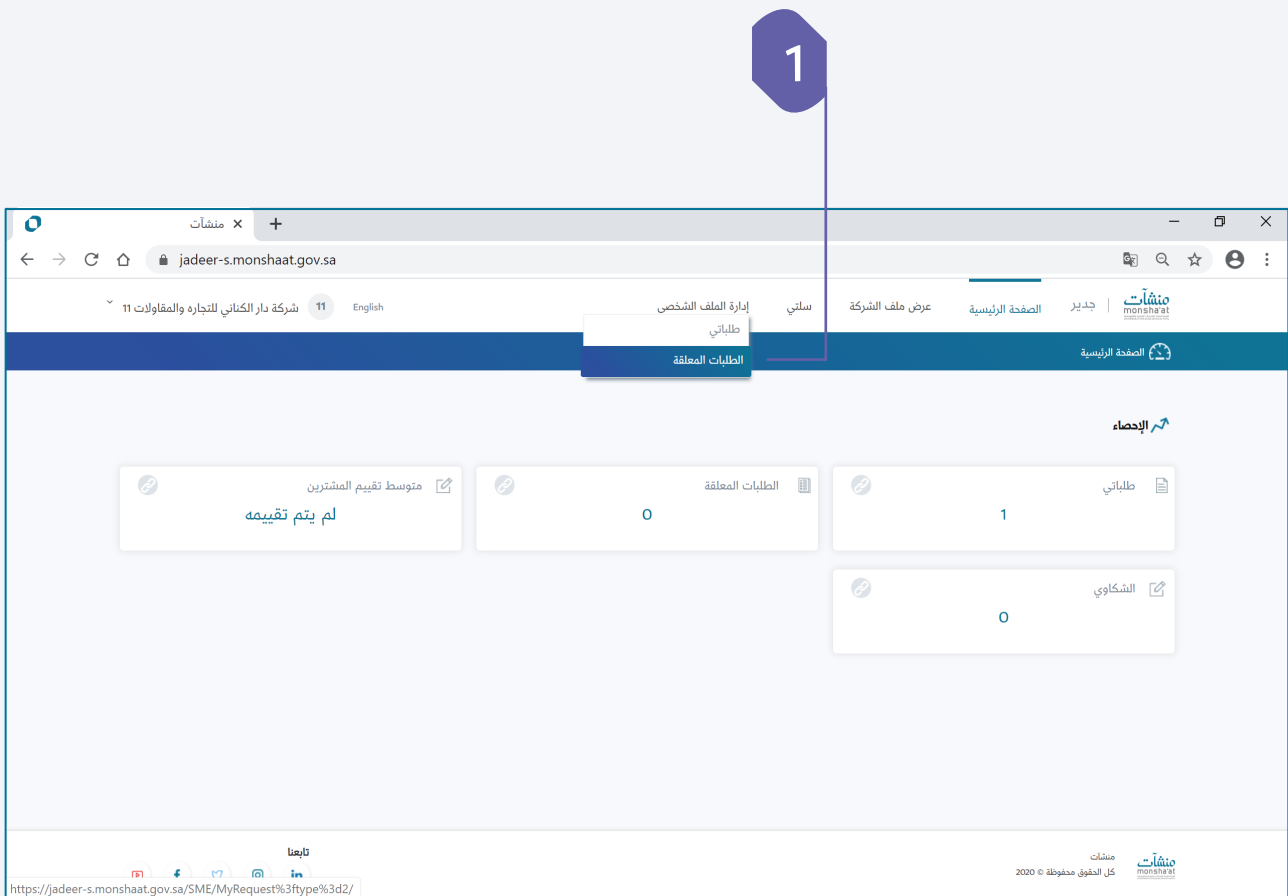 1
منشآت
jadeer-s.monshaat.gov.sa
منشآت
monsha'at
جدير
الصفحة الرئيسية
عرض ملف الشركة
سلتي
إدارة الملف الشخصي
English
11
شركة دار الكناني للتجاره والمقاولات 11
طلباتي
الطلبات المعلقة
الصفحة الرئيسية
الإحصاء
طلباتي
1
الطلبات المعلقة
0
متوسط تقييم المشترين
لم يتم تقييمه
الشكاوي
0
منشآت
monsha'at
منشات
كل الحقوق محفوظة © 2020
تابعنا
https://jadeer-s.monshaat.gov.sa/SME/MyRequest%3ftype%3d2/